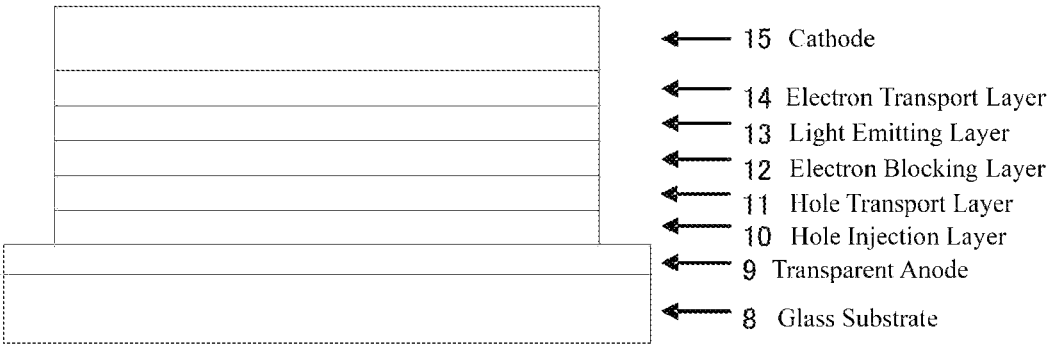 15 Cathode
14 Electron Transport Layer
13 Light Emitting Layer
12 Electron Blocking Layer
11 Hole Transport Layer
10 Hole Injection Layer
9 Transparent Anode
8 Glass Substrate